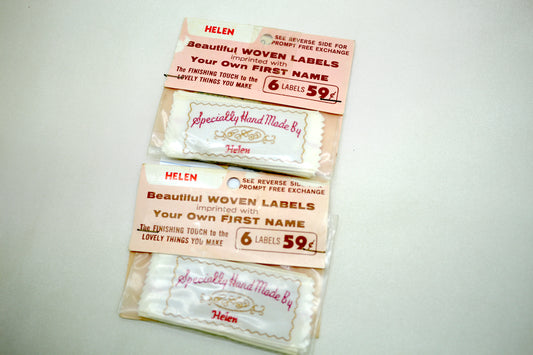 HELEN
SEE REVERSE SIDE FOR
PROMPT FREE EXCHANGE
Beautiful WOVEN LABELS
imprinted with
Your Own FIRST NAME
The FINISHING TOUCH to the
LOVELY THINGS YOU MAKE
6 LABELS 59¢
Specially Hand Made By
Helen
HELEN
SEE REVERSE SIDE
PROMPT FREE EXCHANGE
Beautiful WOVEN LABELS
imprinted with
Your Own FIRST NAME
The FINISHING TOUCH to the
LOVELY THINGS YOU MAKE
6 LABELS 59¢
Specially Hand Made By
Helen